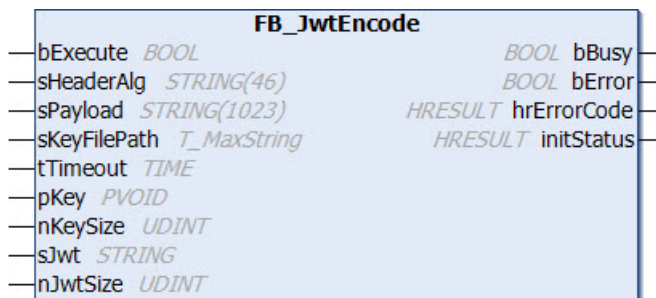 FB_JwtEncode
bExecute BOOL BOOL bBusy
sHeaderAlg STRING(46) BOOL bError
sPayload STRING(1023) HRESULT hrErrorCode
sKeyFilePath T_MaxString HRESULT initStatus
tTimeout TIME
pKey PVOID
nKeySize UDINT
sJwt STRING
nJwtSize UDINT